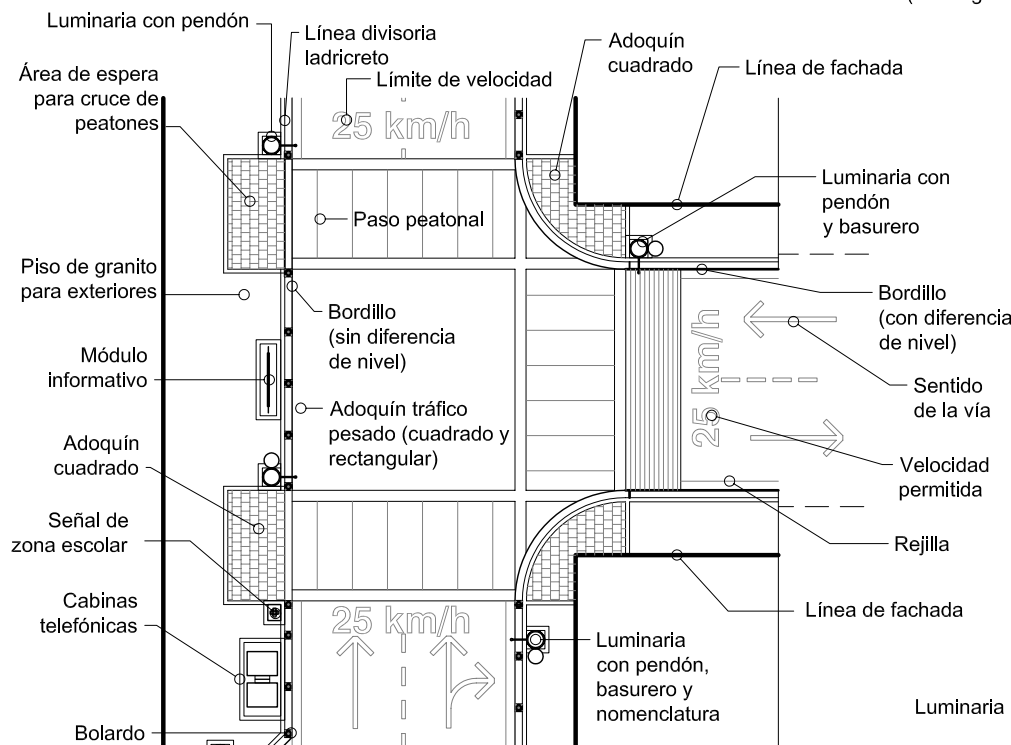 Luminaria con pendón
Línea divisoria
ladricreto
Límite de velocidad
25 km/h
Adoquín
cuadrado
Línea de fachada
Área de espera
para cruce de
peatones
Luminaria con
pendón
y basurero
Paso peatonal
Piso de granito
para exteriores
Bordillo
(sin diferencia
de nivel)
Bordillo
(con diferencia
de nivel)
Módulo
informativo
25 km/h
Sentido
de la vía
Adoquín tráfico
pesado (cuadrado y
rectangular)
Adoquín
cuadrado
Velocidad
permitida
Señal de
zona escolar
Rejilla
Cabinas
telefónicas
25 km/h
Línea de fachada
Luminaria
con pendón,
basurero y
nomenclatura
Luminaria
Bolardo